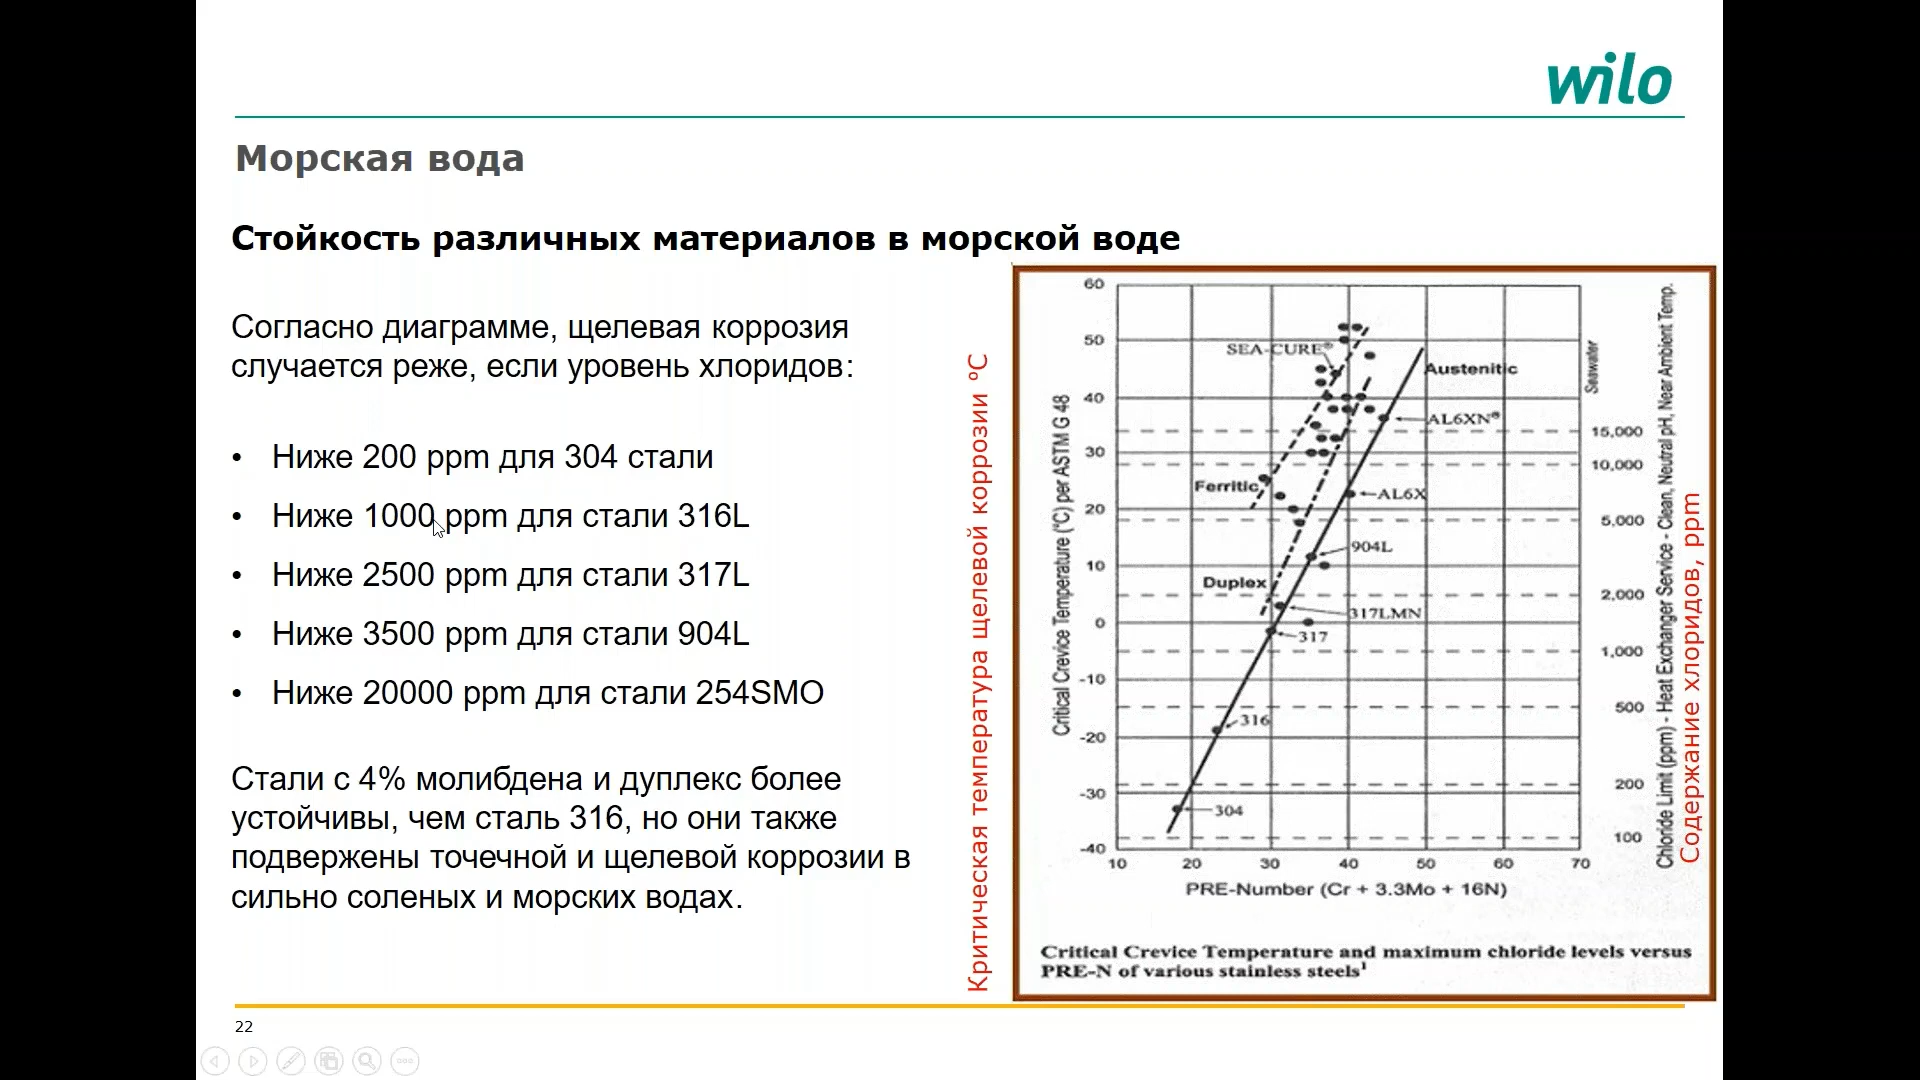 wilo
Морская вода
Стойкость различных материалов в морской воде
Согласно диаграмме, щелевая коррозия
случается реже, если уровень хлоридов:
• Ниже 200 ppm для 304 стали
• Ниже 1000 ppm для стали 316L
• Ниже 2500 ppm для стали 317L
• Ниже 3500 ppm для стали 904L
• Ниже 20000 ppm для стали 254SMO
Стали с 4% молибдена и дуплекс более
устойчивы, чем сталь 316, но они также
подвержены точечной и щелевой коррозии в
сильно соленых и морских водах.
Критическая температура щелевой коррозии ºC
Critical Crevice Temperature (°C) per ASTM G 48
60
50
40
30
20
10
0
-10
-20
-30
-40
10 20 30 40 50 60 70
PRE-Number (Cr + 3.3Mo + 16N)
SEA-CURE®
Austenitic
AL6XN®
Ferritic
AL6X
904L
Duplex
317LMN
317
316
304
Seawater
15,000
10,000
5,000
2,000
1,000
500
200
100
Chloride Limit (ppm) - Heat Exchanger Service - Clean, Neutral pH, Near Ambient Temp.
Содержание хлоридов, ppm
Critical Crevice Temperature and maximum chloride levels versus
PRE-N of various stainless steels¹
22